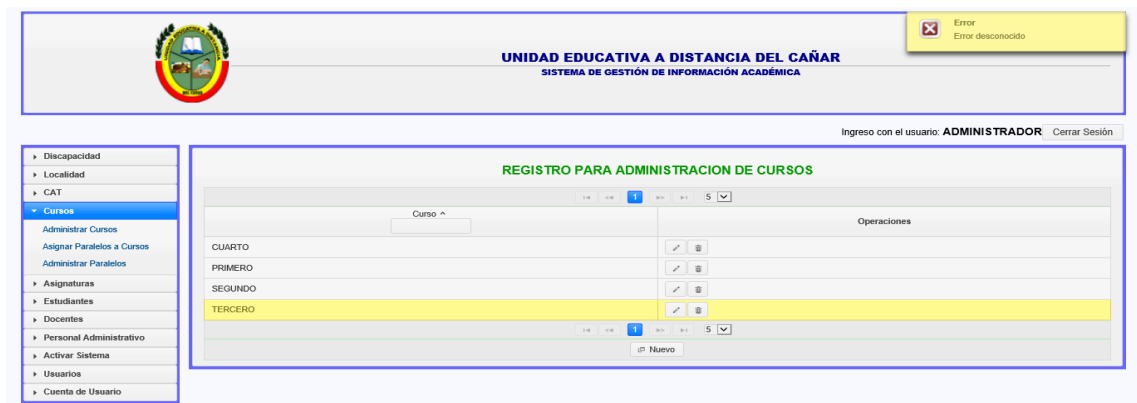 Error
Error desconocido
UNIDAD EDUCATIVA A DISTANCIA DEL CAÑAR
SISTEMA DE GESTIÓN DE INFORMACIÓN ACADÉMICA
Ingreso con el usuario: ADMINISTRADOR Cerrar Sesión
Discapacidad
Localidad
CAT
Cursos
Administrar Cursos
Asignar Paralelos a Cursos
Administrar Paralelos
Asignaturas
Estudiantes
Docentes
Personal Administrativo
Activar Sistema
Usuarios
Cuenta de Usuario
REGISTRO PARA ADMINISTRACION DE CURSOS
1 5
Curso Operaciones
CUARTO
PRIMERO
SEGUNDO
TERCERO
1 5
Nuevo